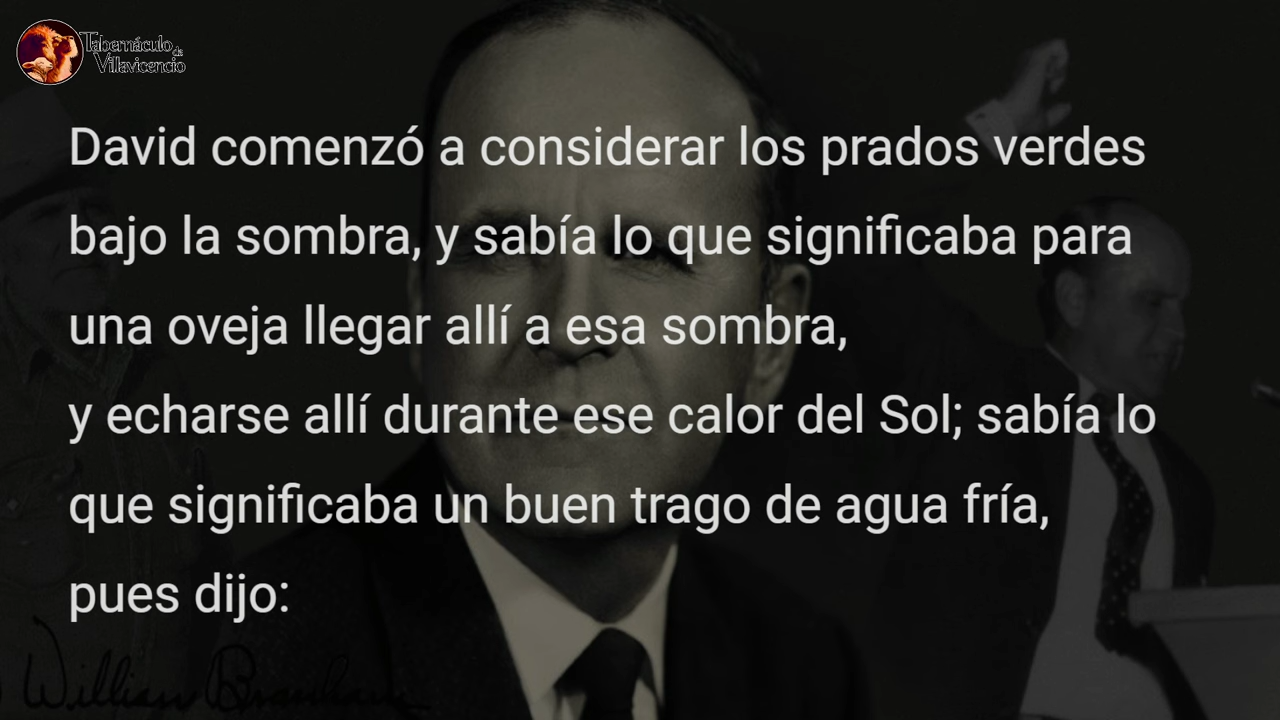 Tabernáculo de
Villavicencio
David comenzó a considerar los prados verdes
bajo la sombra, y sabía lo que significaba para
una oveja llegar allí a esa sombra,
y echarse allí durante ese calor del Sol; sabía lo
que significaba un buen trago de agua fría,
pues dijo:
William Branham